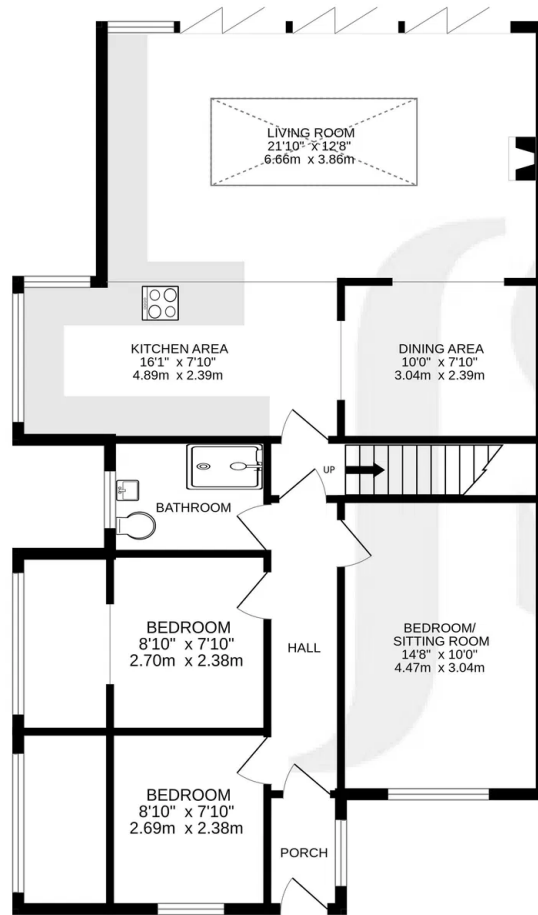 LIVING ROOM
21'10" x 12'8"
6.66m x 3.86m
KITCHEN AREA
16'1" x 7'10"
4.89m x 2.39m
DINING AREA
10'0" x 7'10"
3.04m x 2.39m
UP
BATHROOM
BEDROOM
8'10" x 7'10"
2.70m x 2.38m
HALL
BEDROOM/
SITTING ROOM
14'8" x 10'0"
4.47m x 3.04m
BEDROOM
8'10" x 7'10"
2.69m x 2.38m
PORCH